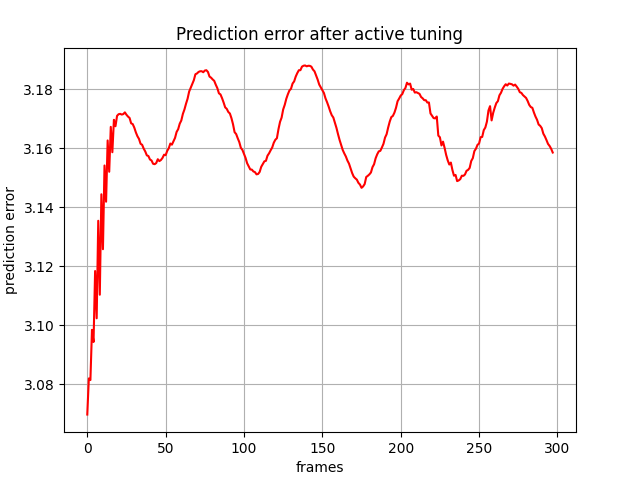 Prediction error after active tuning
prediction error
3.18
3.16
3.14
3.12
3.10
3.08
0 50 100 150 200 250 300
frames